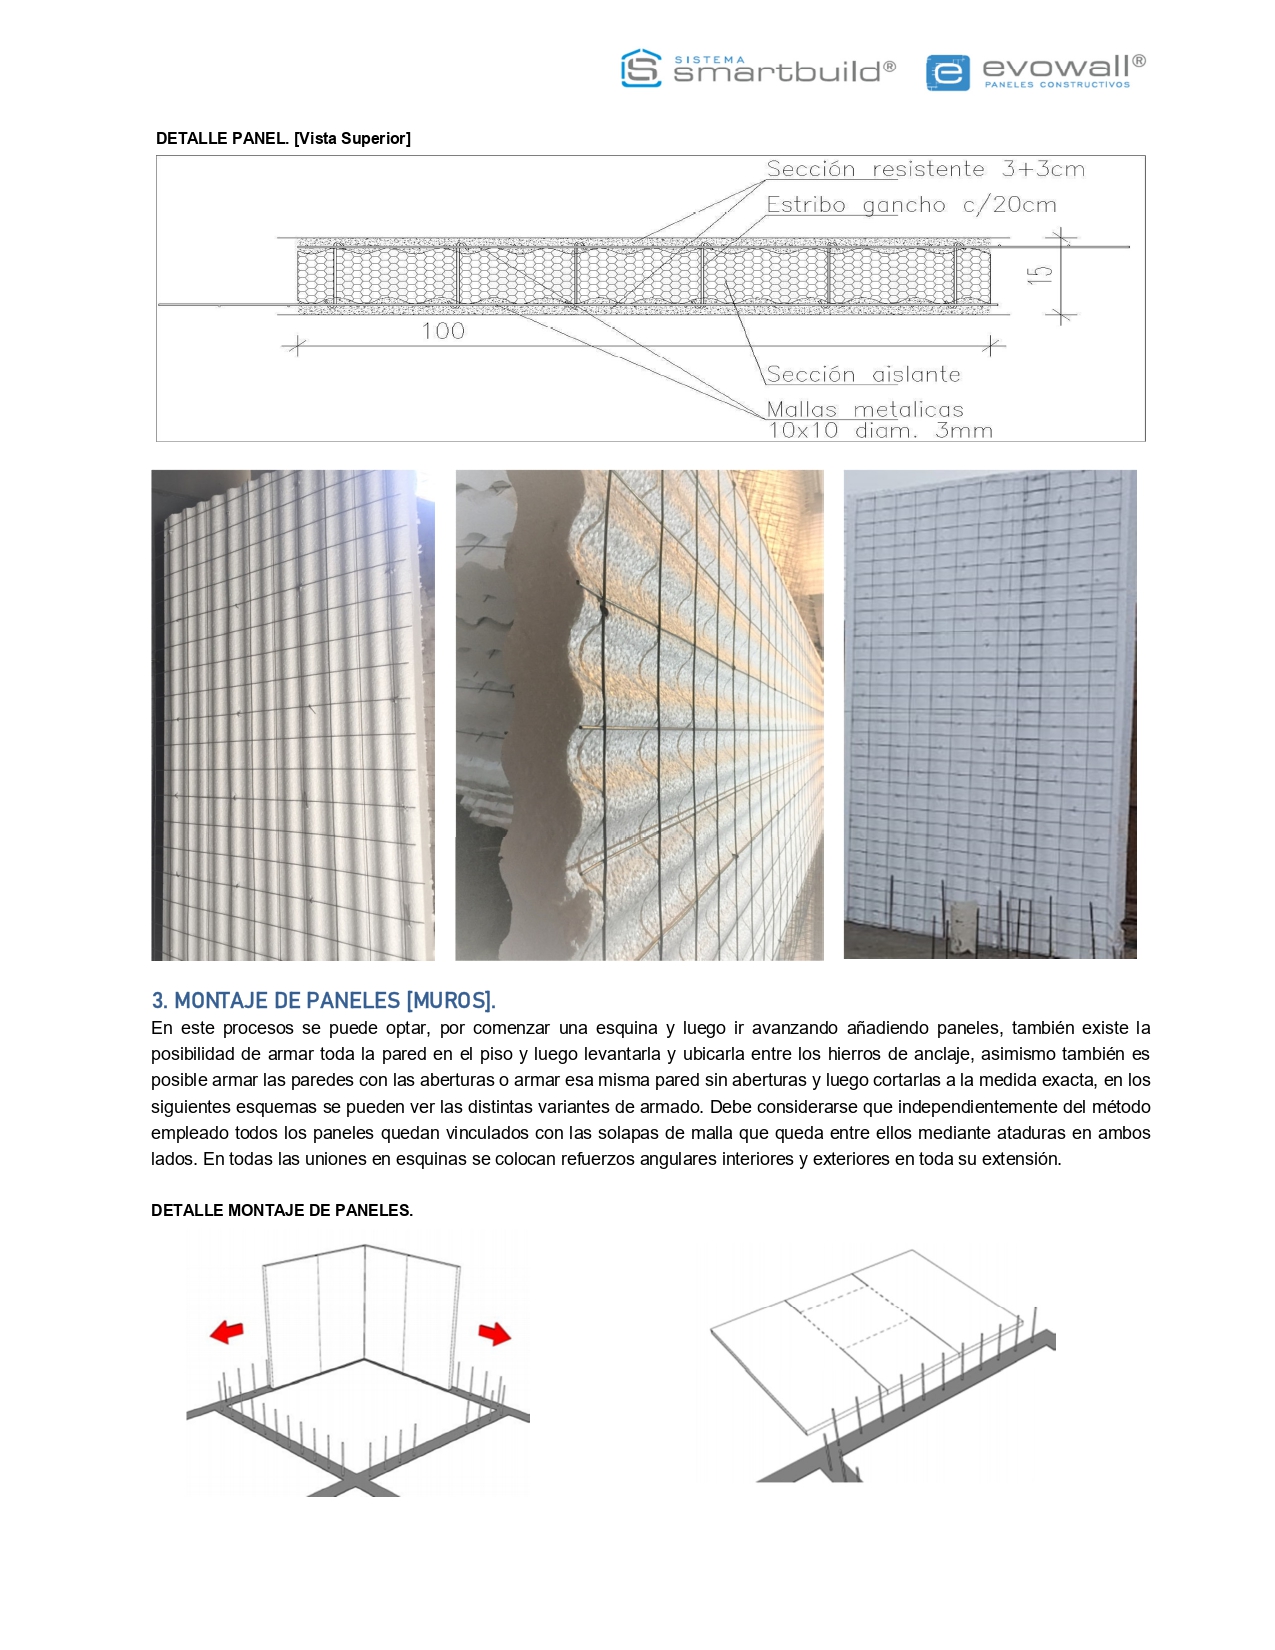 SISTEMA
smartbuild®
evowall®
PANELES CONSTRUCTIVOS
DETALLE PANEL. [Vista Superior]
Sección resistente 3+3cm
Estribo gancho c/20cm
15
100
Sección aislante
Mallas metalicas
10x10 diam. 3mm
3. MONTAJE DE PANELES [MUROS].
En este procesos se puede optar, por comenzar una esquina y luego ir avanzando añadiendo paneles, también existe la
posibilidad de armar toda la pared en el piso y luego levantarla y ubicarla entre los hierros de anclaje, asimismo también es
posible armar las paredes con las aberturas o armar esa misma pared sin aberturas y luego cortarlas a la medida exacta, en los
siguientes esquemas se pueden ver las distintas variantes de armado. Debe considerarse que independientemente del método
empleado todos los paneles quedan vinculados con las solapas de malla que queda entre ellos mediante ataduras en ambos
lados. En todas las uniones en esquinas se colocan refuerzos angulares interiores y exteriores en toda su extensión.
DETALLE MONTAJE DE PANELES.